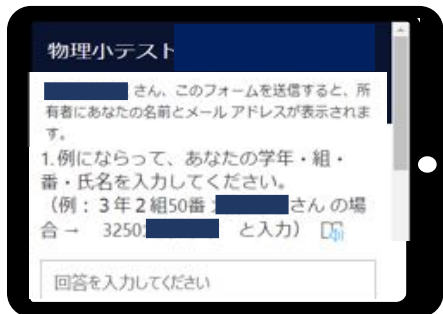 物理小テスト
さん、このフォームを送信すると、所
有者にあなたの名前とメール アドレスが表示されま
す。
1.例にならって、あなたの学年・組・
番・氏名を入力してください。
（例：３年２組50番：さん の場
合→ 3250 と入力）
回答を入力してください